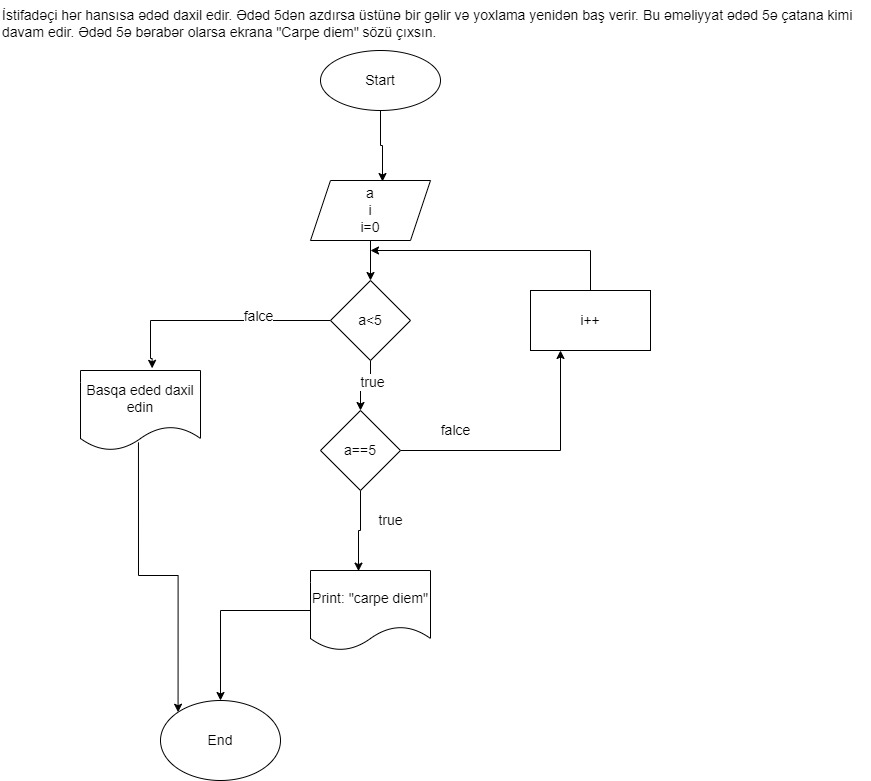 İstifadəçi hər hansısa ədəd daxil edir. Ədəd 5dən azdırsa üstünə bir gəlir və yoxlama yenidən baş verir. Bu əməliyyat ədəd 5ə çatana kimi
davam edir. Ədəd 5ə bərabər olarsa ekrana "Carpe diem" sözü çıxsın.
Start
a
i
i=0
falce
a<5
i++
Basqa eded daxil
edin
true
a==5
falce
true
Print: "carpe diem"
End